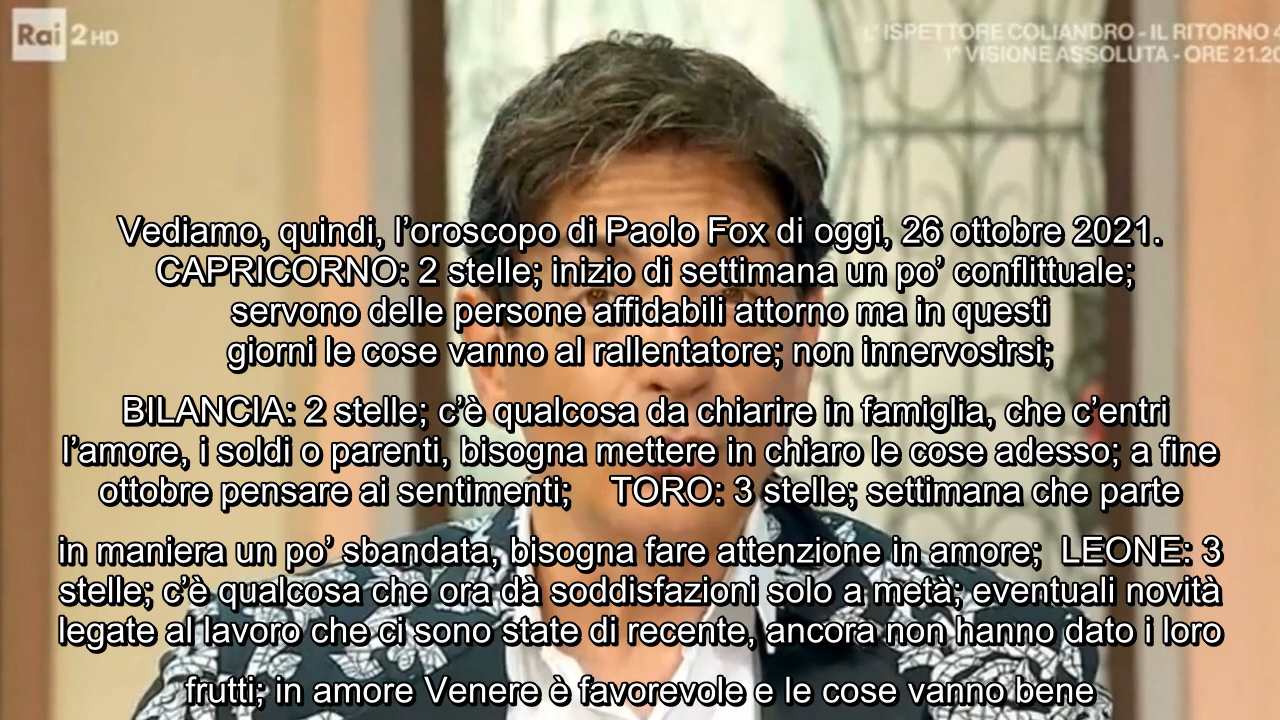 Rai 2 HD
L'ISPETTORE COLIANDRO - IL RITORNO 4
1ª VISIONE ASSOLUTA - ORE 21.20
Vediamo, quindi, l’oroscopo di Paolo Fox di oggi, 26 ottobre 2021.
CAPRICORNO: 2 stelle; inizio di settimana un po’ conflittuale;
servono delle persone affidabili attorno ma in questi
giorni le cose vanno al rallentatore; non innervosirsi;
BILANCIA: 2 stelle; c’è qualcosa da chiarire in famiglia, che c’entri
l’amore, i soldi o parenti, bisogna mettere in chiaro le cose adesso; a fine
ottobre pensare ai sentimenti; TORO: 3 stelle; settimana che parte
in maniera un po’ sbandata, bisogna fare attenzione in amore; LEONE: 3
stelle; c’è qualcosa che ora dà soddisfazioni solo a metà; eventuali novità
legate al lavoro che ci sono state di recente, ancora non hanno dato i loro
frutti; in amore Venere è favorevole e le cose vanno bene